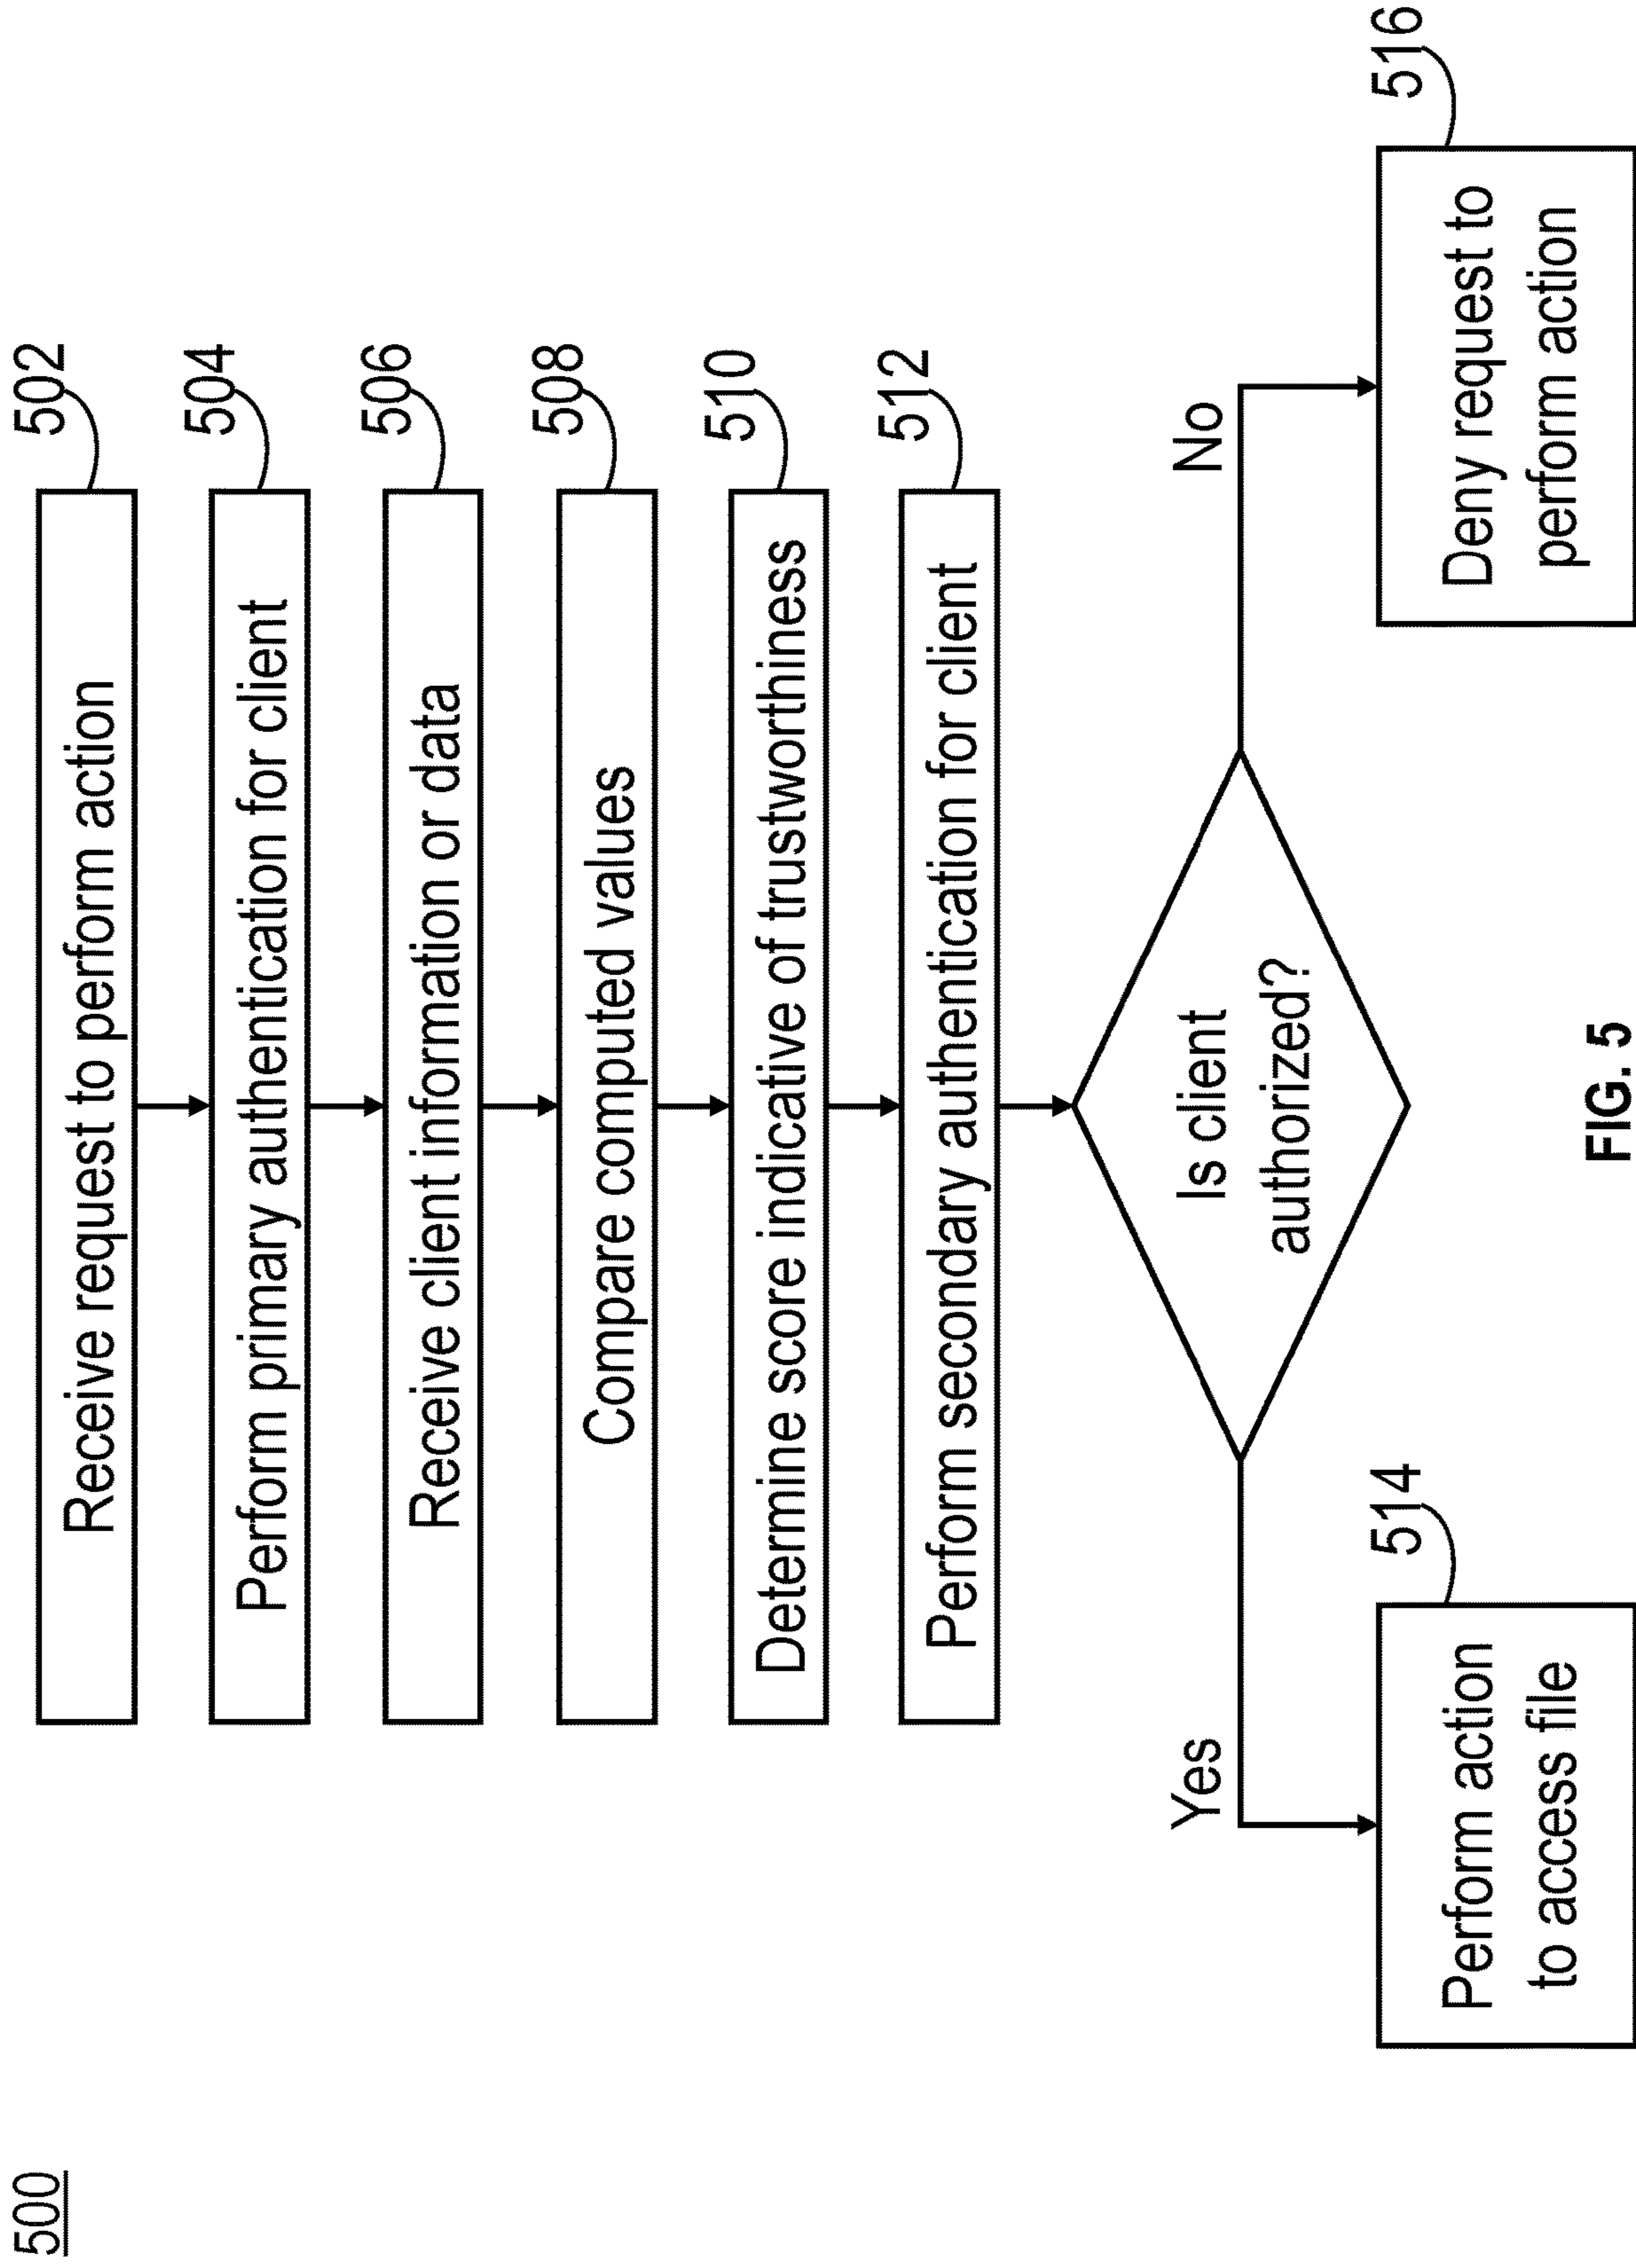 500
502
Receive request to perform action
504
Perform primary authentication for client
506
Receive client information or data
508
Compare computed values
510
Determine score indicative of trustworthiness
512
Perform secondary authentication for client
Is client
authorized?
Yes
No
514
Perform action
to access file
516
Deny request to
perform action
FIG. 5